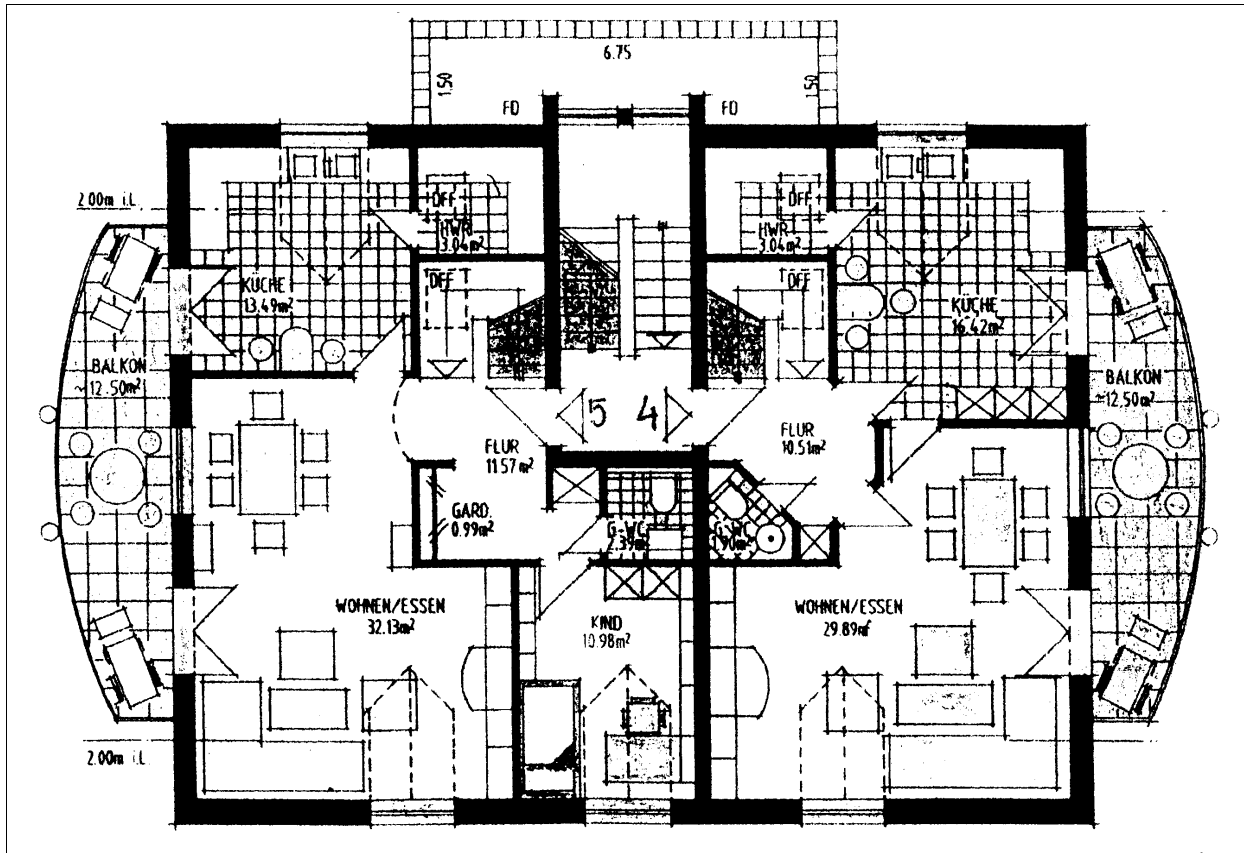 6.75
1.50
1.50
FD
FD
2.00m i.L
DFF
HWR
3.04m²
DFF
HWR
3.04m²
KÜCHE
13.49m²
DFF
DFF
KÜCHE
16.42m²
BALKON
~12.50m²
BALKON
~12.50m²
5 4
FLUR
11.57m²
FLUR
10.51m²
GARD.
0.99m²
G-WC
2.39m²
G-WC
1.90m²
WOHNEN/ESSEN
32.13m²
KIND
10.98m²
WOHNEN/ESSEN
29.89m²
2.00m i.L